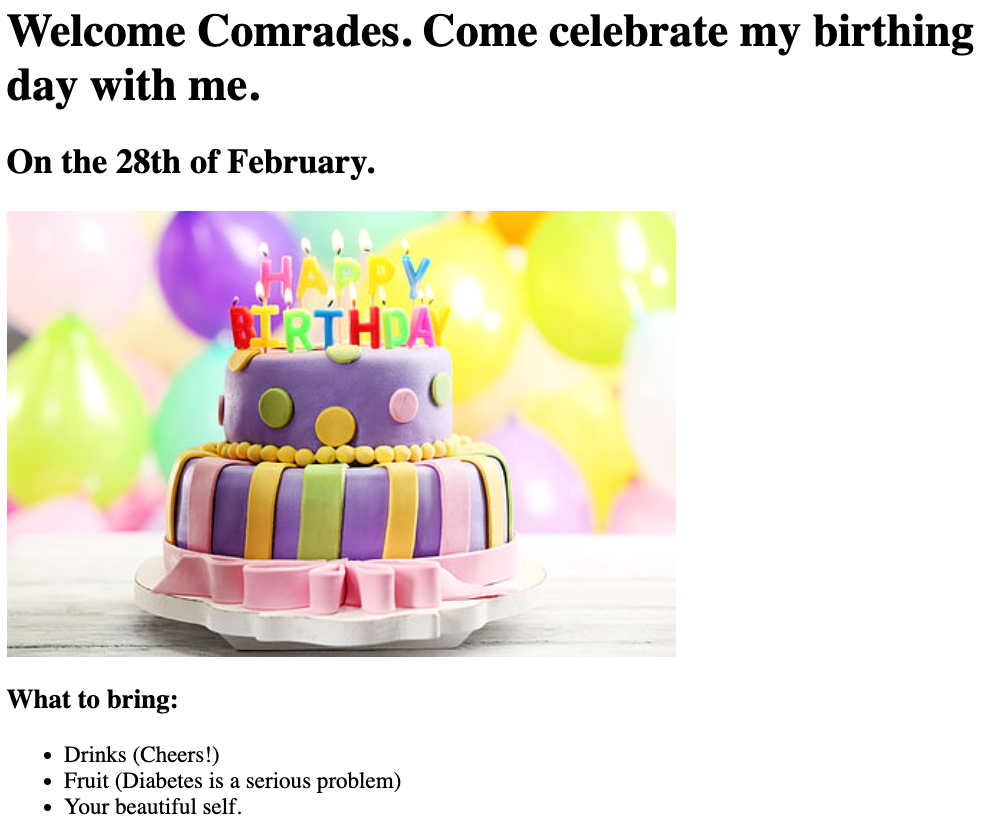 Welcome Comrades. Come celebrate my birthing
day with me.
On the 28th of February.
HAPPY
BIRTHDAY
What to bring:
• Drinks (Cheers!)
• Fruit (Diabetes is a serious problem)
• Your beautiful self.